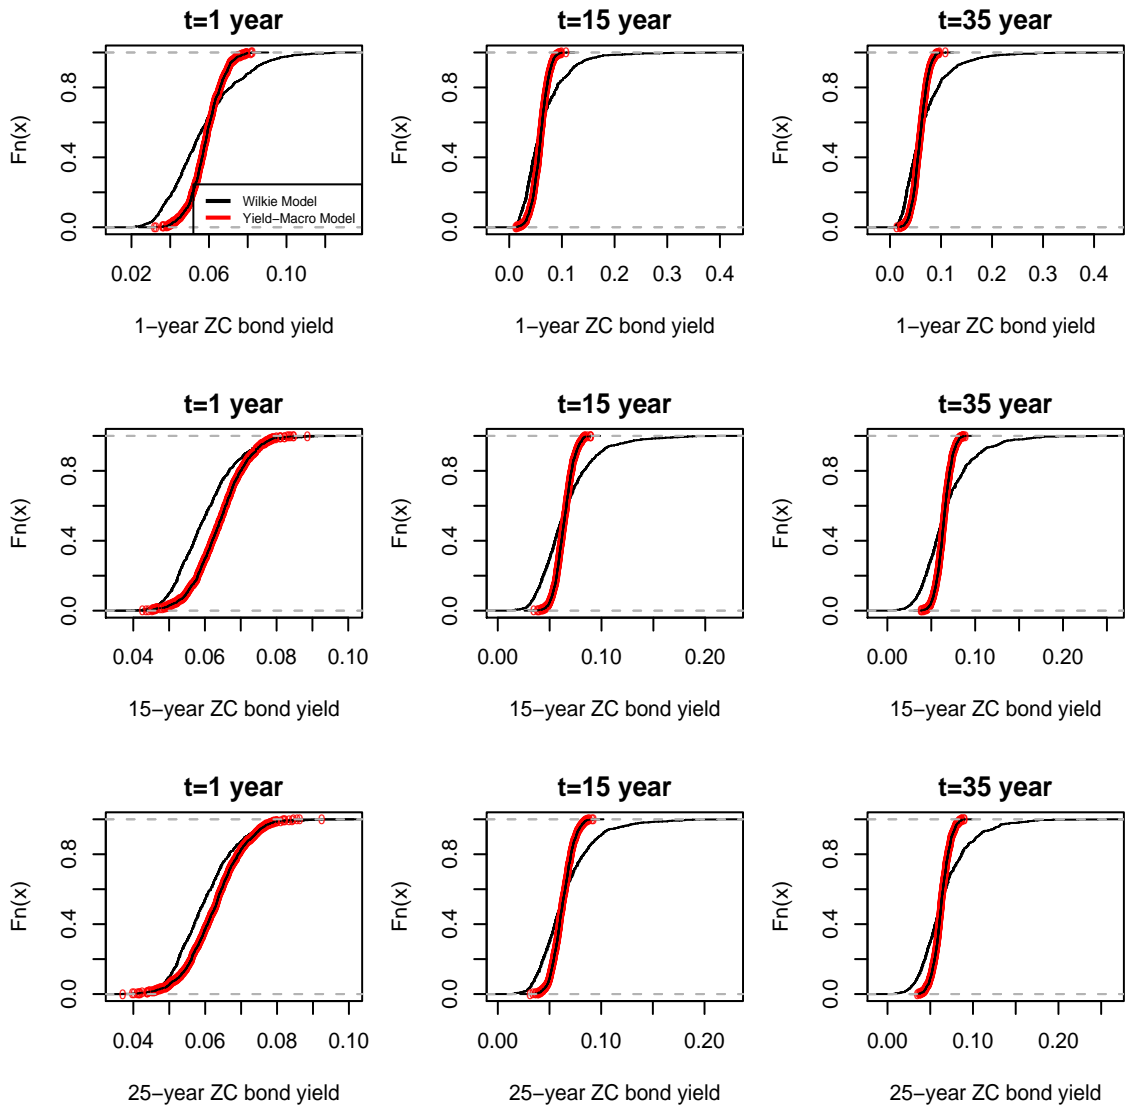 t=1 year
t=15 year
t=35 year
Fn(x)
0.0 0.4 0.8
Wilkie Model
Yield−Macro Model
0.02 0.06 0.10
1−year ZC bond yield
Fn(x)
0.0 0.4 0.8
0.0 0.1 0.2 0.3 0.4
1−year ZC bond yield
Fn(x)
0.0 0.4 0.8
0.0 0.1 0.2 0.3 0.4
1−year ZC bond yield
t=1 year
t=15 year
t=35 year
Fn(x)
0.0 0.4 0.8
0.04 0.06 0.08 0.10
15−year ZC bond yield
Fn(x)
0.0 0.4 0.8
0.00 0.10 0.20
15−year ZC bond yield
Fn(x)
0.0 0.4 0.8
0.00 0.10 0.20
15−year ZC bond yield
t=1 year
t=15 year
t=35 year
Fn(x)
0.0 0.4 0.8
0.04 0.06 0.08 0.10
25−year ZC bond yield
Fn(x)
0.0 0.4 0.8
0.00 0.10 0.20
25−year ZC bond yield
Fn(x)
0.0 0.4 0.8
0.00 0.10 0.20
25−year ZC bond yield